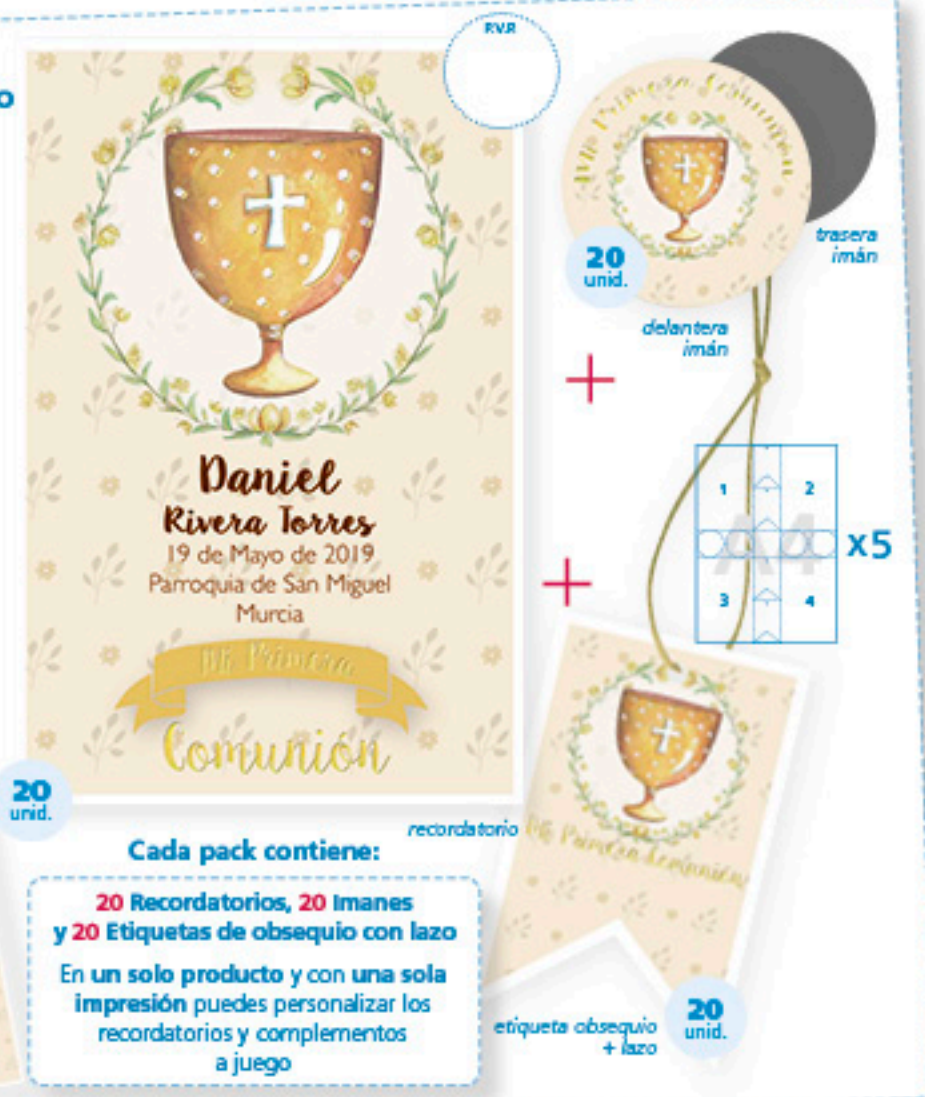 o
P.V.P.
Daniel
Rivera Torres
19 de Mayo de 2019
Parroquia de San Miguel
Murcia
Mi Primera
Comunión
20
unid.
recordatorio
Mi Primera Comunión
20
unid.
delantera
imán
trasera
imán
1
2
A4
3
4
x5
Mi Primera Comunión
20
unid.
etiqueta obsequio
+ lazo
Cada pack contiene:
20 Recordatorios, 20 Imanes
y 20 Etiquetas de obsequio con lazo
En un solo producto y con una sola
impresión puedes personalizar los
recordatorios y complementos
a juego